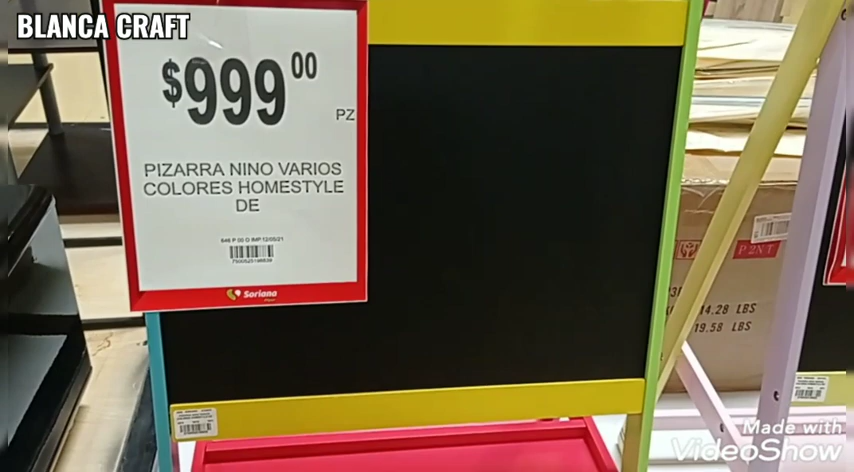 BLANCA CRAFT
$999 00
PZ
PIZARRA NINO VARIOS
COLORES HOMESTYLE
DE
Soriana
P 2NT
14.28 LBS
19.58 LBS
Made with
VideoShow